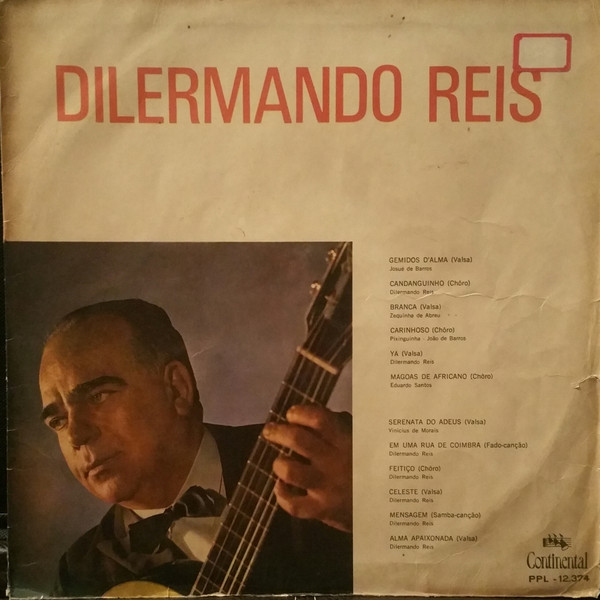 DILERMANDO REIS
GEMIDOS D'ALMA (Valsa)
Josué de Barros
CANDANGUINHO (Chôro)
Dilermando Reis
BRANCA (Valsa)
Zequinha de Abreu
CARINHOSO (Chôro)
Pixinguinha - João de Barros
YA (Valsa)
Dilermando Reis
MAGOAS DE AFRICANO (Chôro)
Eduardo Santos
SERENATA DO ADEUS (Valsa)
Vinicius de Morais
EM UMA RUA DE COIMBRA (Fado-canção)
Dilermando Reis
FEITIÇO (Chôro)
Dilermando Reis
CELESTE (Valsa)
Dilermando Reis
MENSAGEM (Samba-canção)
Dilermando Reis
ALMA APAIXONADA (Valsa)
Dilermando Reis
Continental
PPL - 12.374